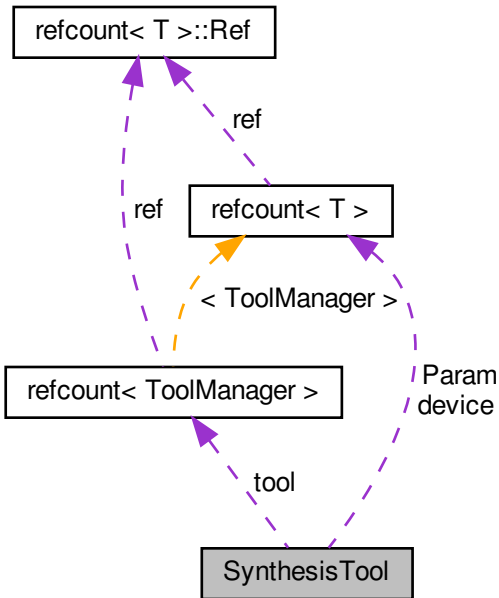 refcount< T >::Ref
ref
refcount< T >
ref
< ToolManager >
refcount< ToolManager >
Param
device
tool
SynthesisTool